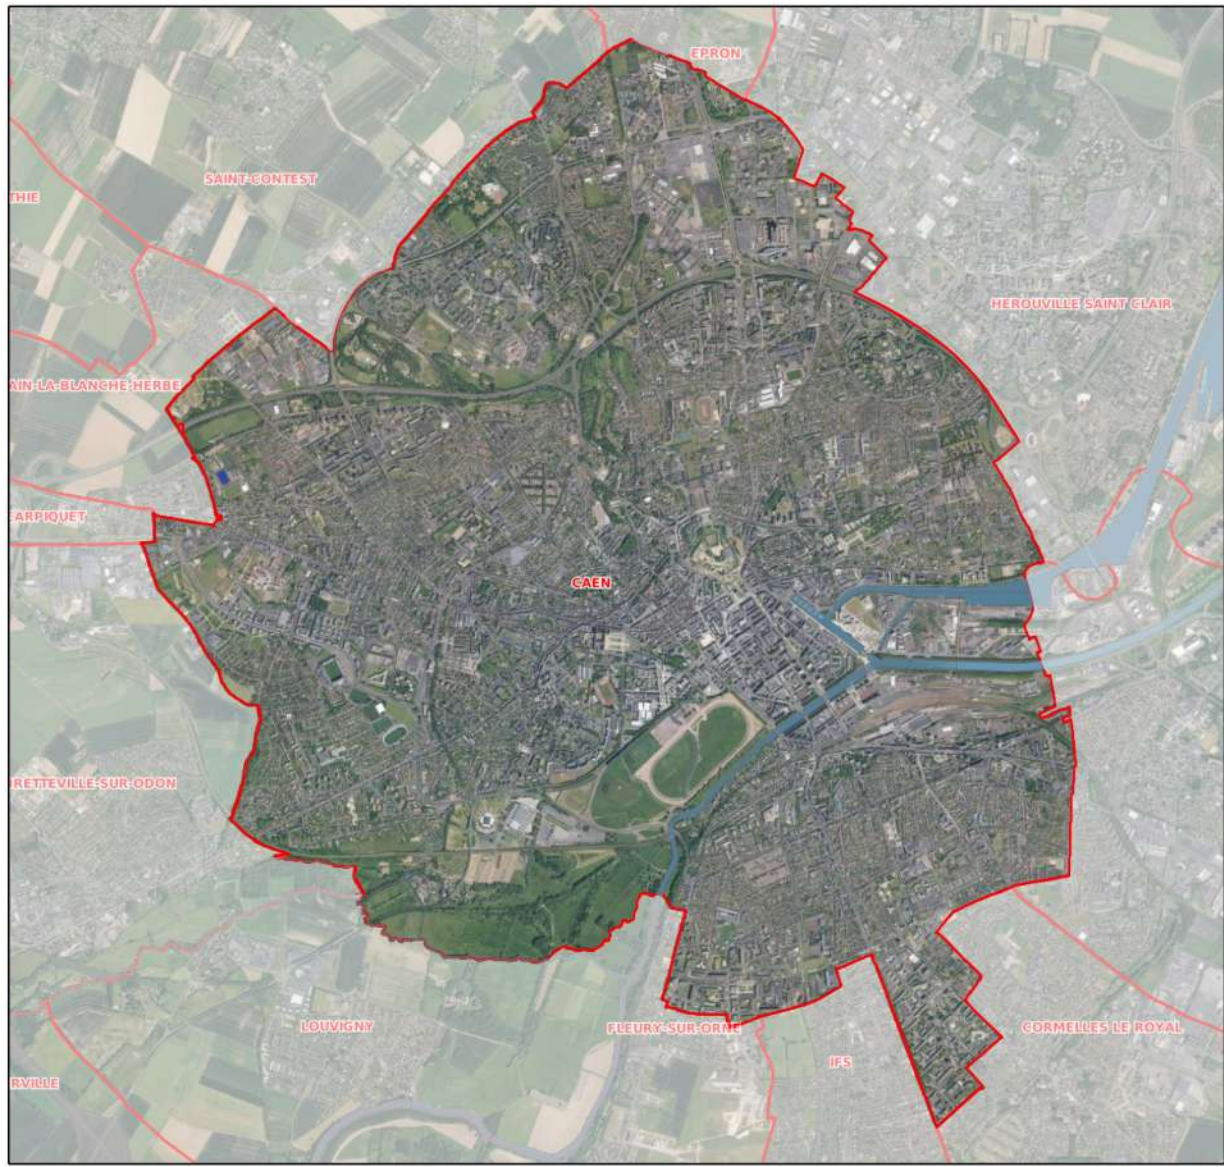 EPRON
SAINT-CONTEST
THIE
HEROUVILLE SAINT CLAIR
AIN-LA-BLANCHE-HERBE
CARPIQUET
CAEN
RETTEVILLE-SUR-ODON
LOUVIGNY
FLEURY-SUR-ORNE
CORMELLES LE ROYAL
IFS
RVILLE